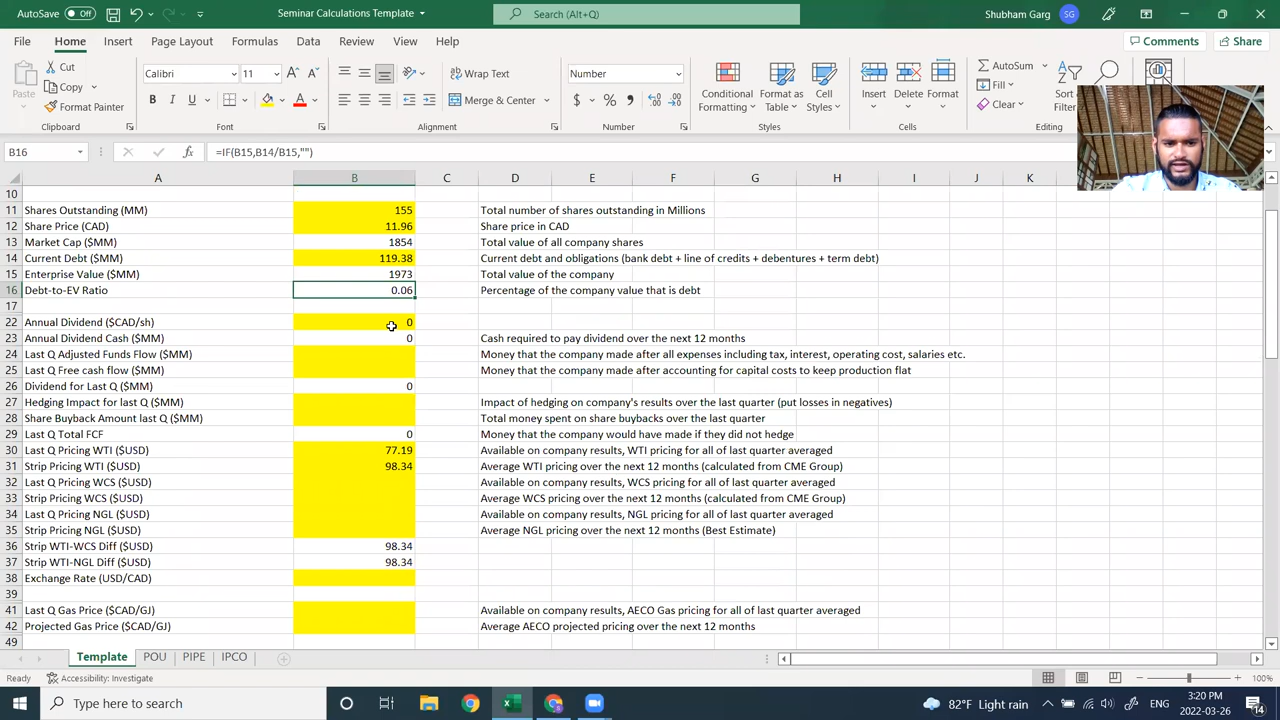 AutoSave Off
Seminar Calculations Template
Search (Alt+Q)
Shubham Garg SG
File Home Insert Page Layout Formulas Data Review View Help Comments Share
Paste Cut Copy Format Painter Clipboard
Calibri 11 B I U A Font
Wrap Text Merge & Center Alignment
Number $ % 9 Number
Conditional Formatting Format as Table Cell Styles Styles
Insert Delete Format Cells
AutoSum Fill Clear Sort Editing
B16 fx =IF(B15,B14/B15,"")
A B C D E F G H I J K
10
11 Shares Outstanding (MM) 155 Total number of shares outstanding in Millions
12 Share Price (CAD) 11.96 Share price in CAD
13 Market Cap ($MM) 1854 Total value of all company shares
14 Current Debt ($MM) 119.38 Current debt and obligations (bank debt + line of credits + debentures + term debt)
15 Enterprise Value ($MM) 1973 Total value of the company
16 Debt-to-EV Ratio 0.06 Percentage of the company value that is debt
17
22 Annual Dividend ($CAD/sh) 0
23 Annual Dividend Cash ($MM) 0 Cash required to pay dividend over the next 12 months
24 Last Q Adjusted Funds Flow ($MM) Money that the company made after all expenses including tax, interest, operating cost, salaries etc.
25 Last Q Free cash flow ($MM) Money that the company made after accounting for capital costs to keep production flat
26 Dividend for Last Q ($MM) 0
27 Hedging Impact for last Q ($MM) Impact of hedging on company's results over the last quarter (put losses in negatives)
28 Share Buyback Amount last Q ($MM) Total money spent on share buybacks over the last quarter
29 Last Q Total FCF 0 Money that the company would have made if they did not hedge
30 Last Q Pricing WTI ($USD) 77.19 Available on company results, WTI pricing for all of last quarter averaged
31 Strip Pricing WTI ($USD) 98.34 Average WTI pricing over the next 12 months (calculated from CME Group)
32 Last Q Pricing WCS ($USD) Available on company results, WCS pricing for all of last quarter averaged
33 Strip Pricing WCS ($USD) Average WCS pricing over the next 12 months (calculated from CME Group)
34 Last Q Pricing NGL ($USD) Available on company results, NGL pricing for all of last quarter averaged
35 Strip Pricing NGL ($USD) Average NGL pricing over the next 12 months (Best Estimate)
36 Strip WTI-WCS Diff ($USD) 98.34
37 Strip WTI-NGL Diff ($USD) 98.34
38 Exchange Rate (USD/CAD)
39
41 Last Q Gas Price ($CAD/GJ) Available on company results, AECO Gas pricing for all of last quarter averaged
42 Projected Gas Price ($CAD/GJ) Average AECO projected pricing over the next 12 months
49
Template POU PIPE IPCO
Ready Accessibility: Investigate 100%
Type here to search 82°F Light rain ENG 3:20 PM 2022-03-26 14